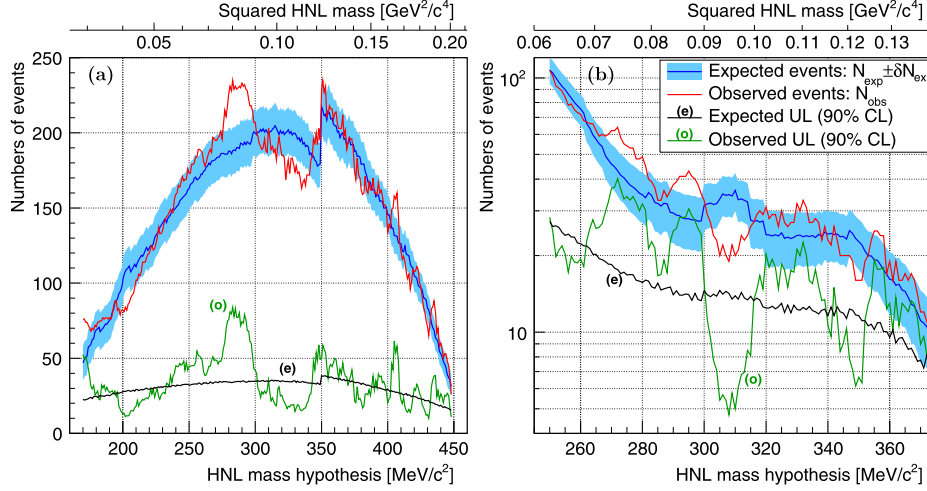 Squared HNL mass [GeV²/c⁴]
0.05 0.10 0.15 0.20
Numbers of events
250
200
150
100
50
0
(a)
(o)
(e)
200 250 300 350 400 450
HNL mass hypothesis [MeV/c²]
Squared HNL mass [GeV²/c⁴]
0.06 0.07 0.08 0.09 0.10 0.11 0.12 0.13
Numbers of events
10²
10
(b)
Expected events: N_exp ±δN_ex
Observed events: N_obs
(e) Expected UL (90% CL)
(o) Observed UL (90% CL)
(e)
(o)
260 280 300 320 340 360
HNL mass hypothesis [MeV/c²]